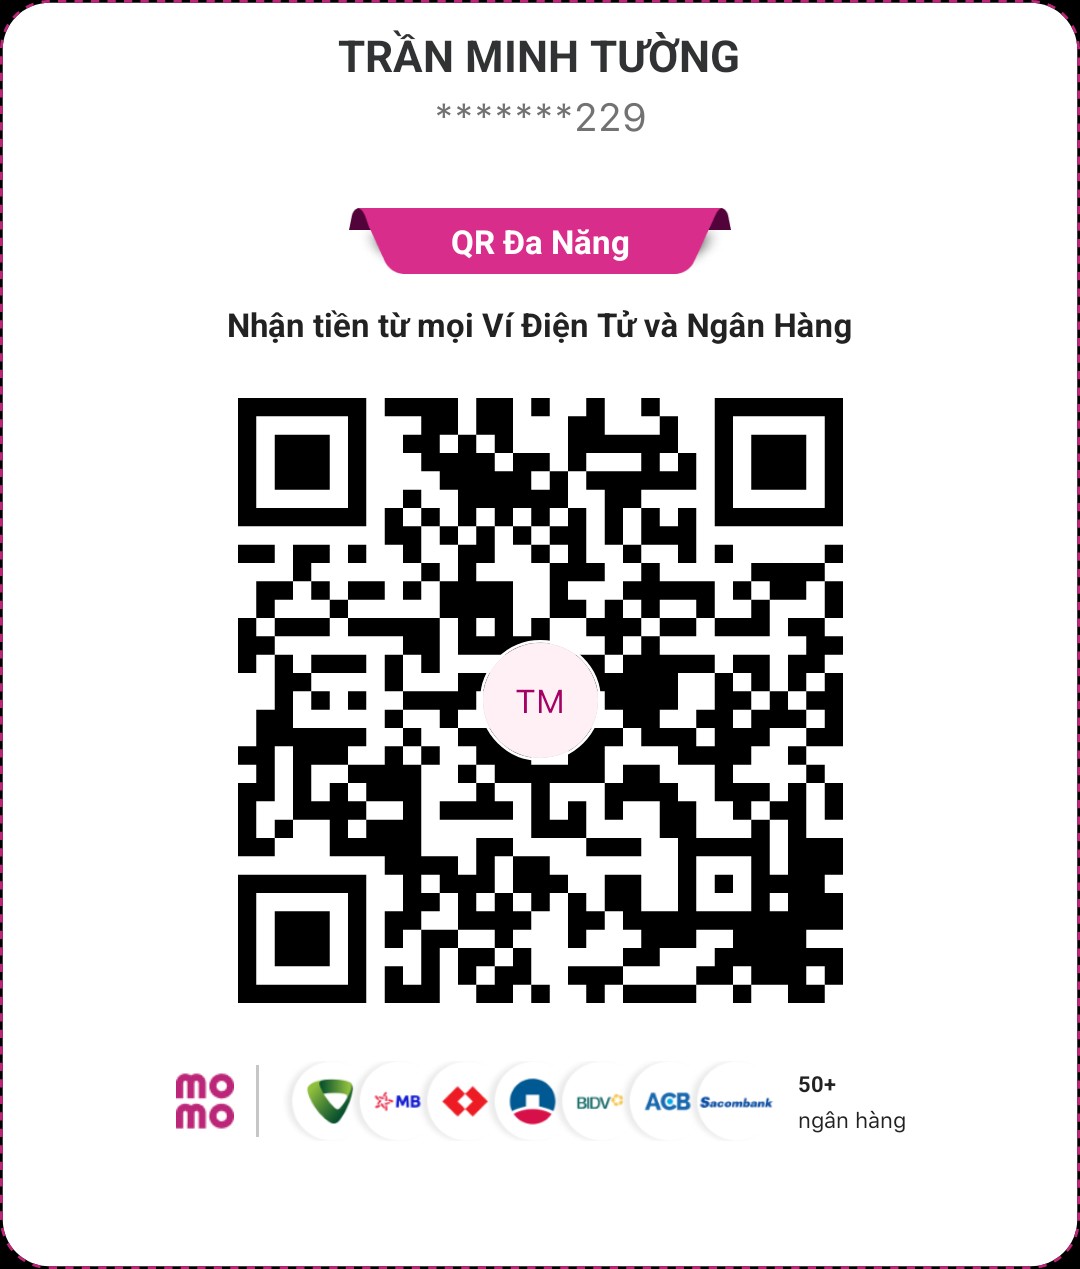 TRẦN MINH TƯỜNG
*******229
QR Đa Năng
Nhận tiền từ mọi Ví Điện Tử và Ngân Hàng
TM
mo
mo
MB
BIDV
ACB
Sacombank
50+
ngân hàng